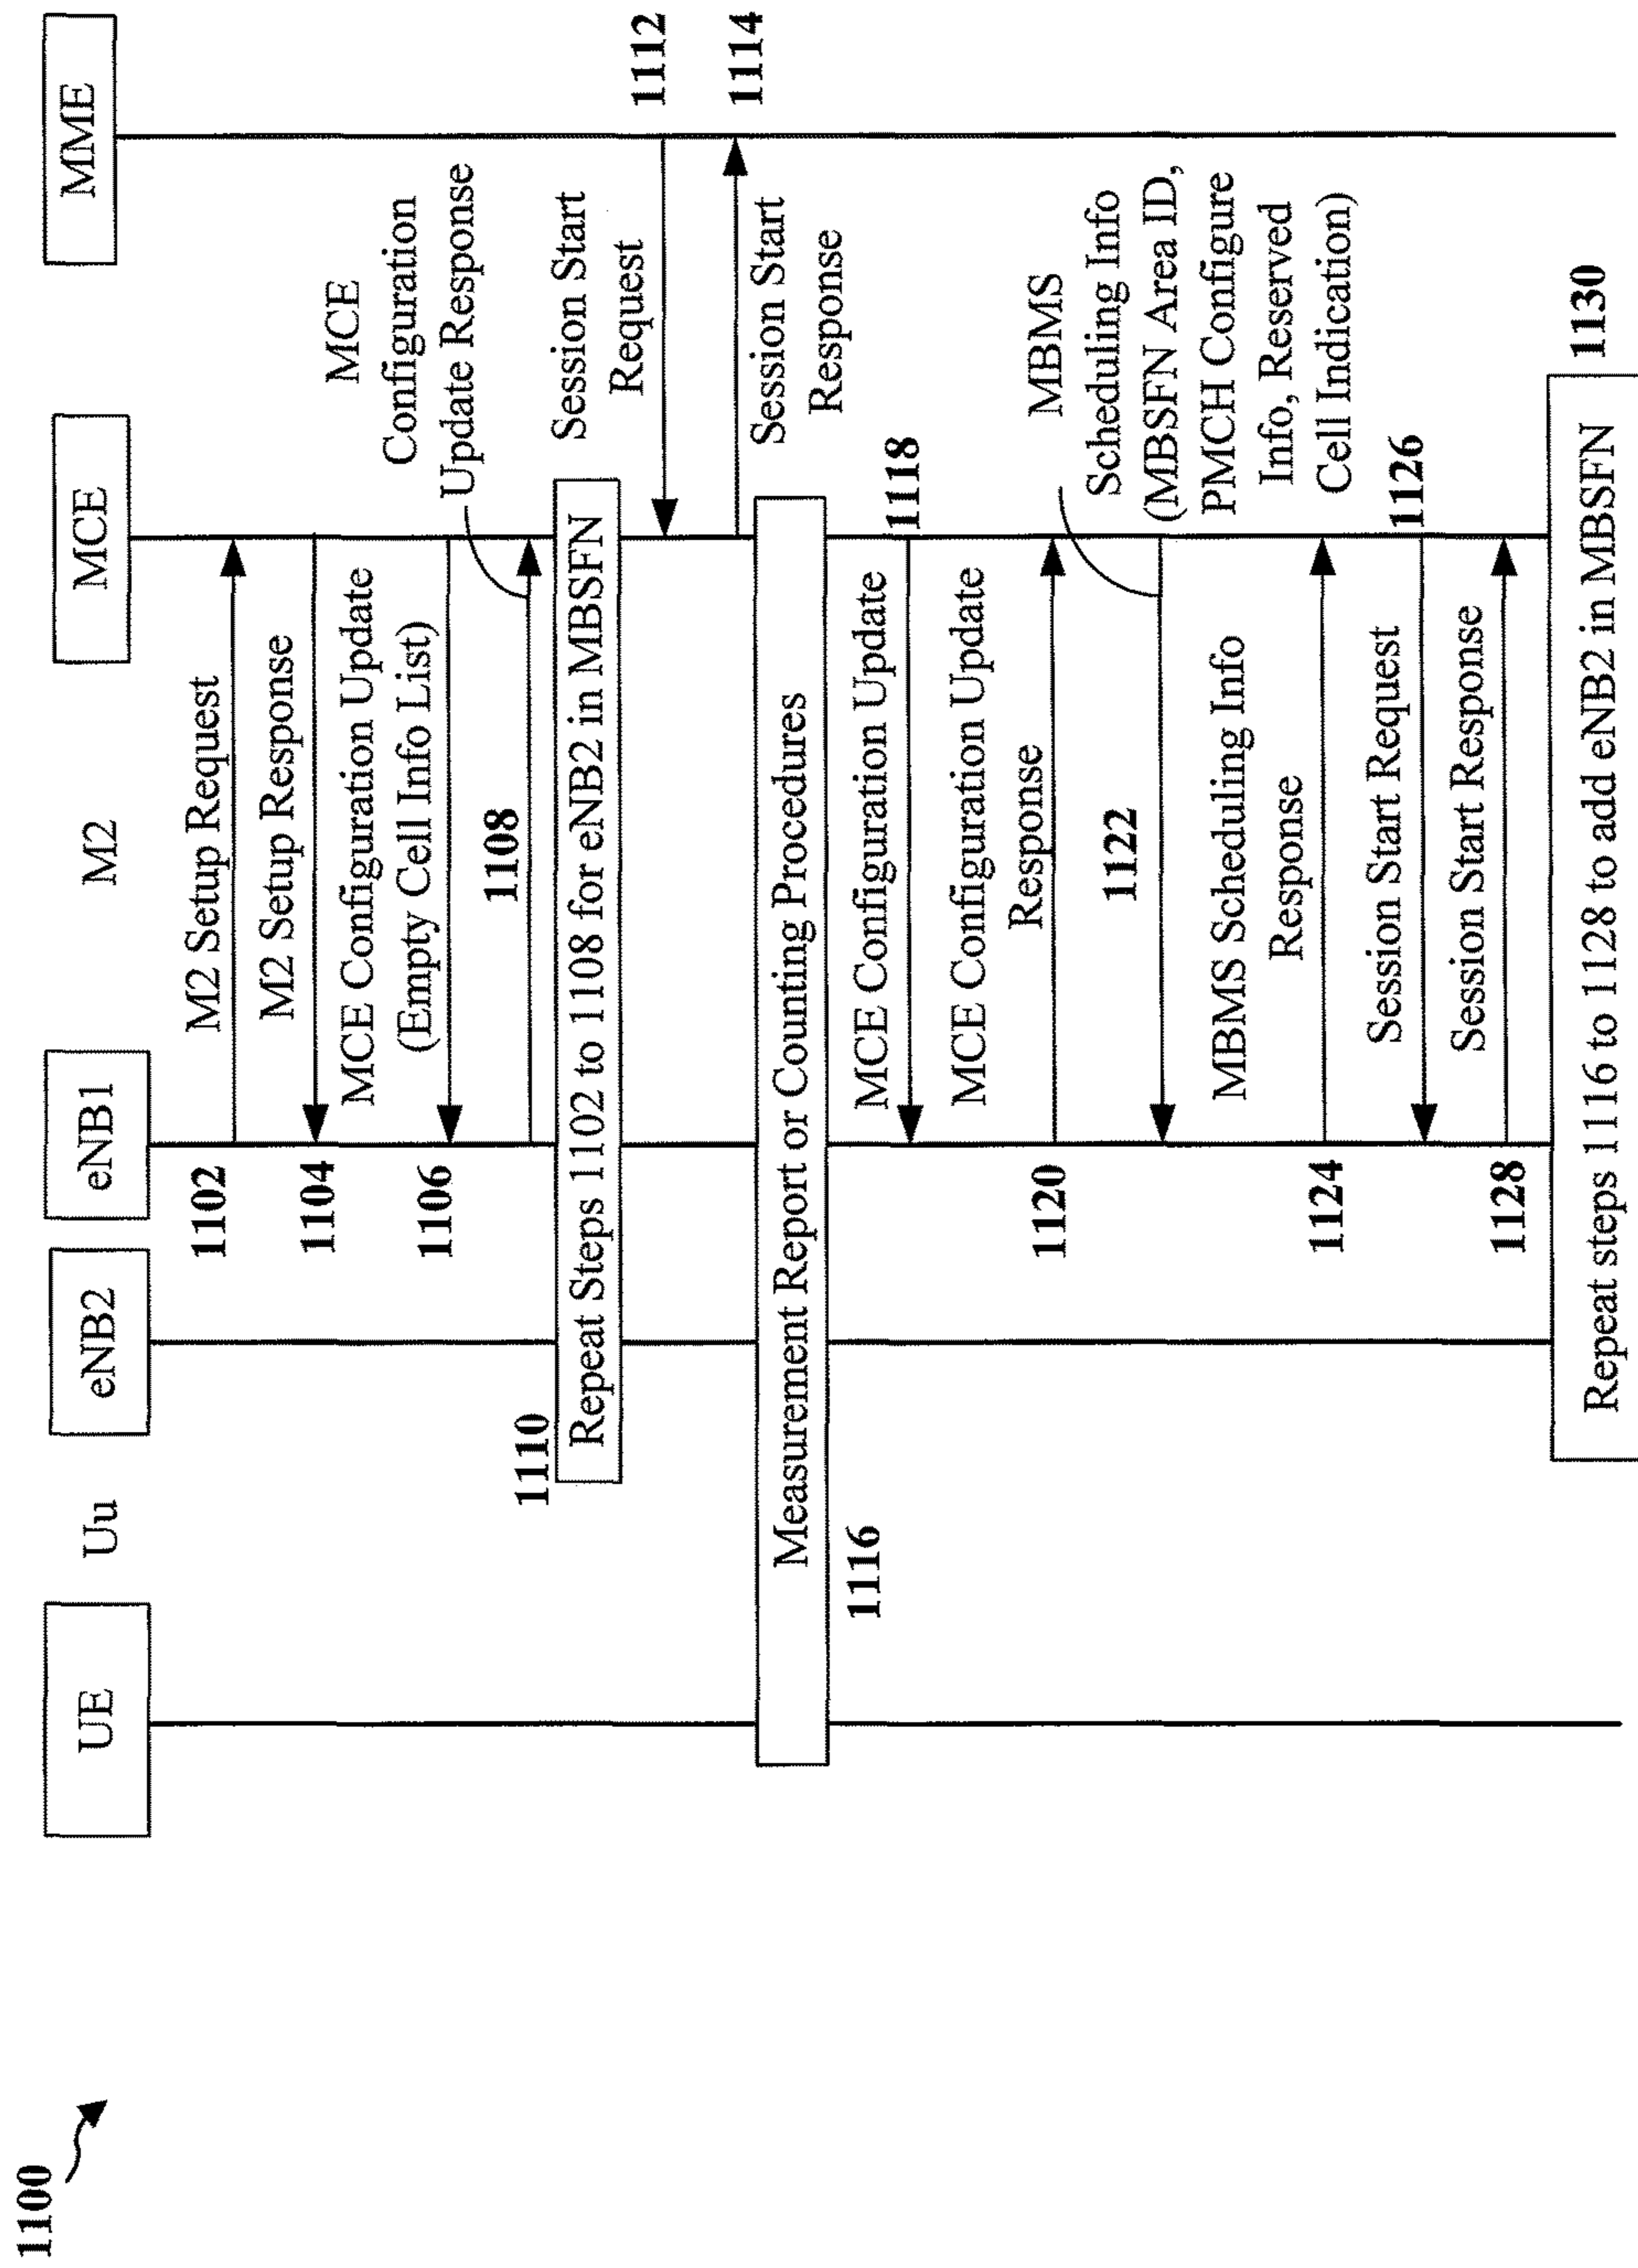 1100
UE
Uu
eNB2
eNB1
M2
MCE
MME
1102
M2 Setup Request
1104
M2 Setup Response
1106
MCE Configuration Update
(Empty Cell Info List)
MCE
Configuration
Update Response
1108
1110
Repeat Steps 1102 to 1108 for eNB2 in MBSFN
Session Start
Request
1112
1114
Session Start
Response
Measurement Report or Counting Procedures
1116
MCE Configuration Update
1118
MCE Configuration Update
Response
1120
1122
MBMS
Scheduling Info
(MBSFN Area ID,
PMCH Configure
Info, Reserved
Cell Indication)
MBMS Scheduling Info
Response
1124
Session Start Request
1126
Session Start Response
1128
Repeat steps 1116 to 1128 to add eNB2 in MBSFN
1130